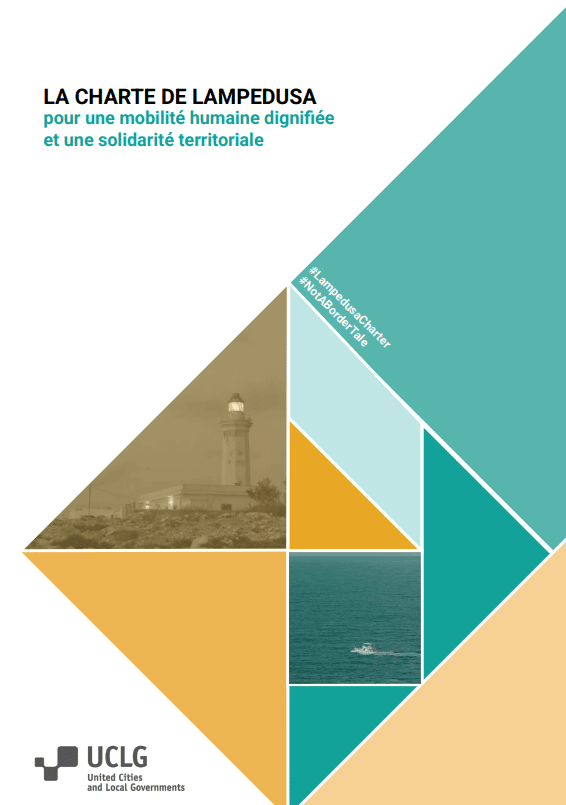 LA CHARTE DE LAMPEDUSA
pour une mobilité humaine dignifiée
et une solidarité territoriale
#LampedusaCharter
#NotABorderTale
UCLG
United Cities
and Local Governments